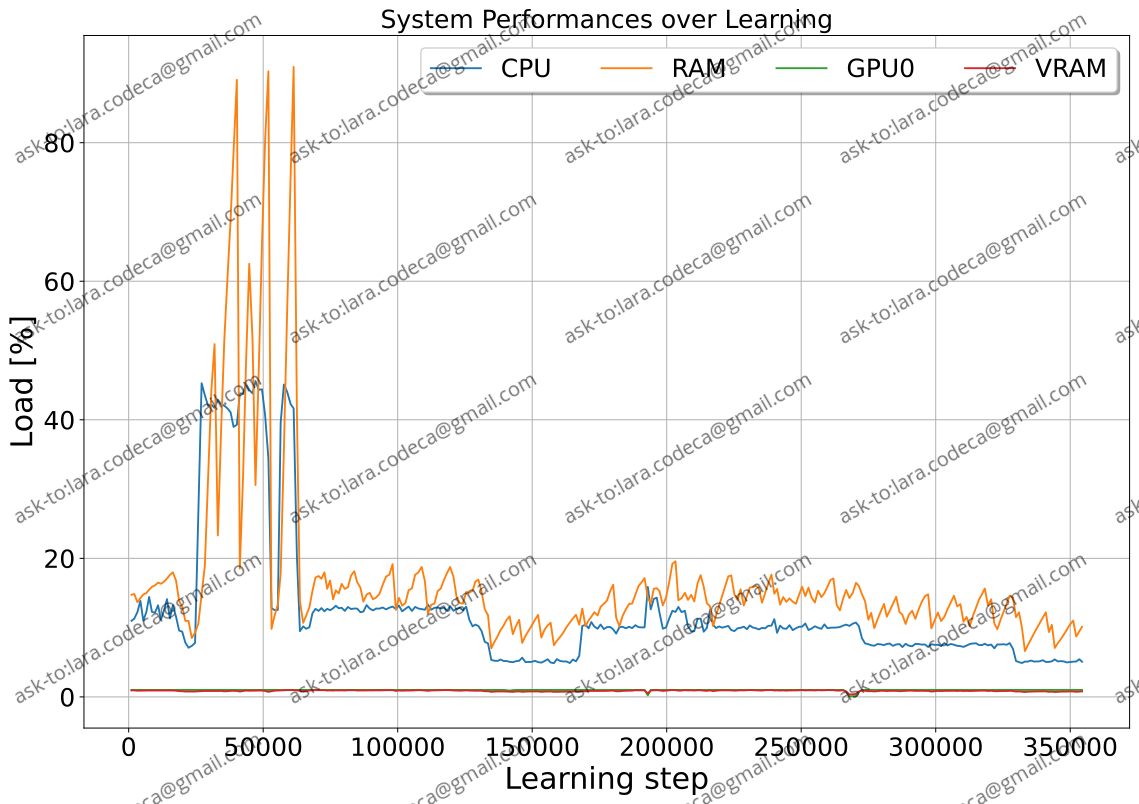 System Performances over Learning
CPU RAM GPU0 VRAM
Load [%]
80
60
40
20
0
0 50000 100000 150000 200000 250000 300000 350000
Learning step
ask-to:lara.codeca@gmail.com